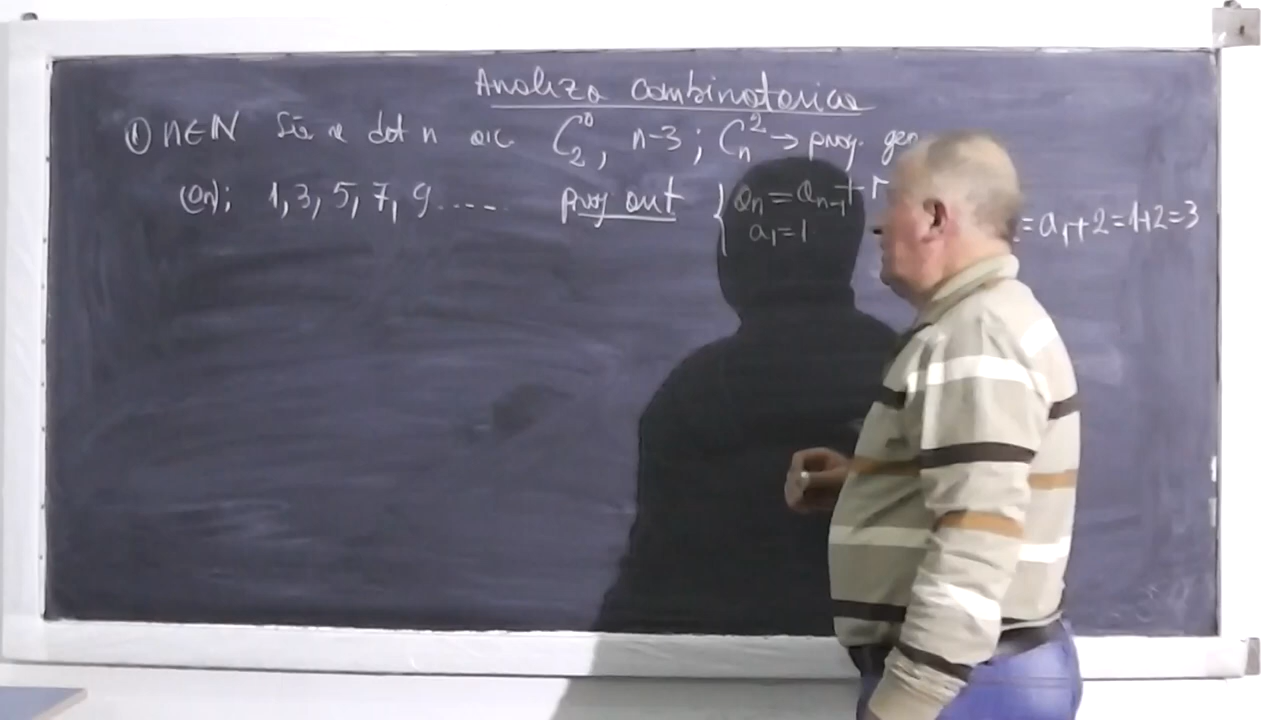 Analiza combinatorica
① n∈N Să se det n a.î. C₂⁰, n-3 ; Cₙ² → prog. geo
(an): 1, 3, 5, 7, 9..... prog arit { an = an-1 + r
a1 = 1
= a1+2=1+2=3